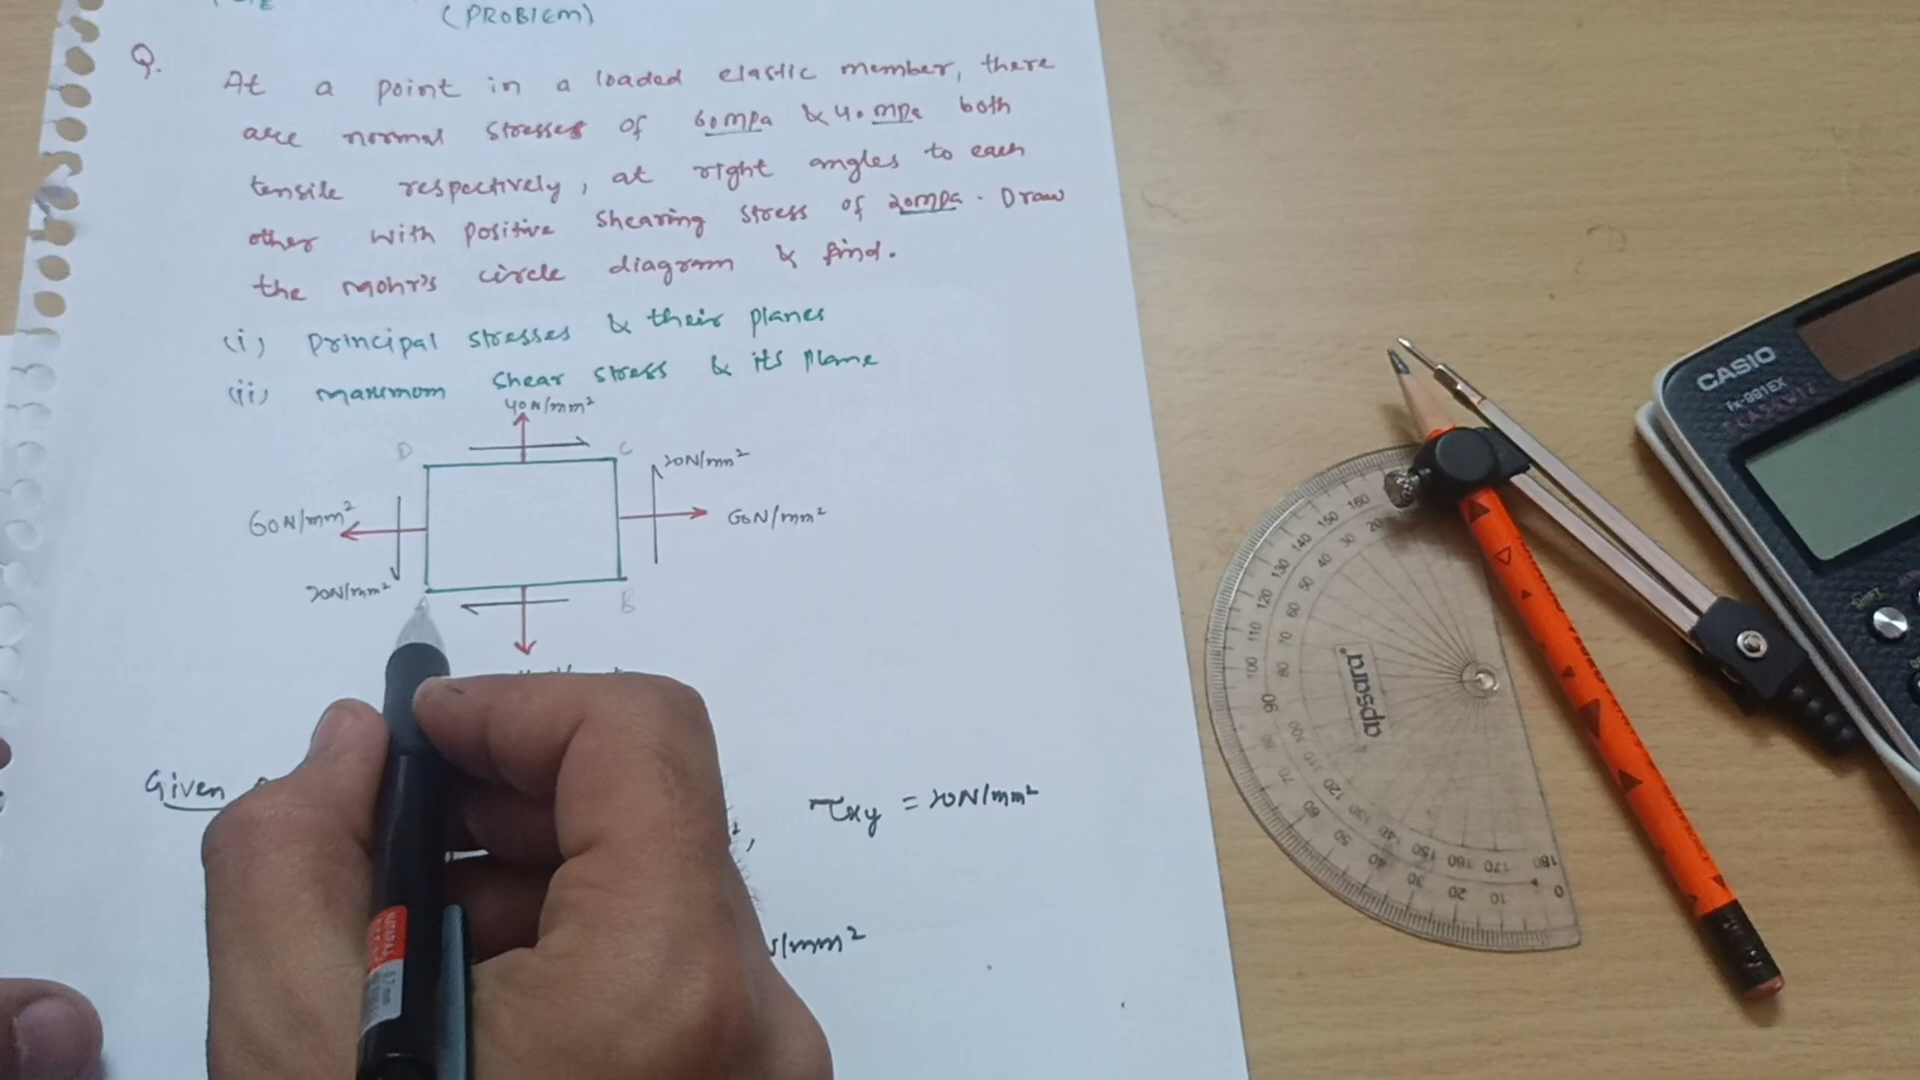 (PROBlEm)
Q.
At a point in a loaded elastic member, there
are normal stresses of 60mpa & 40mpa both
tensile respectively, at right angles to each
other with positive shearing stress of 20mpa. Draw
the mohr's circle diagram & find.
(i) principal stresses & their planes
(ii) maximum shear stress & its plane
40N/mm²
D C 20N/mm²
60N/mm² 60N/mm²
20N/mm²
B
Given
, τxy = 20N/mm²
/mm²
CASIO
fx-991EX
CLASSWIZ
SHIFT
apsara